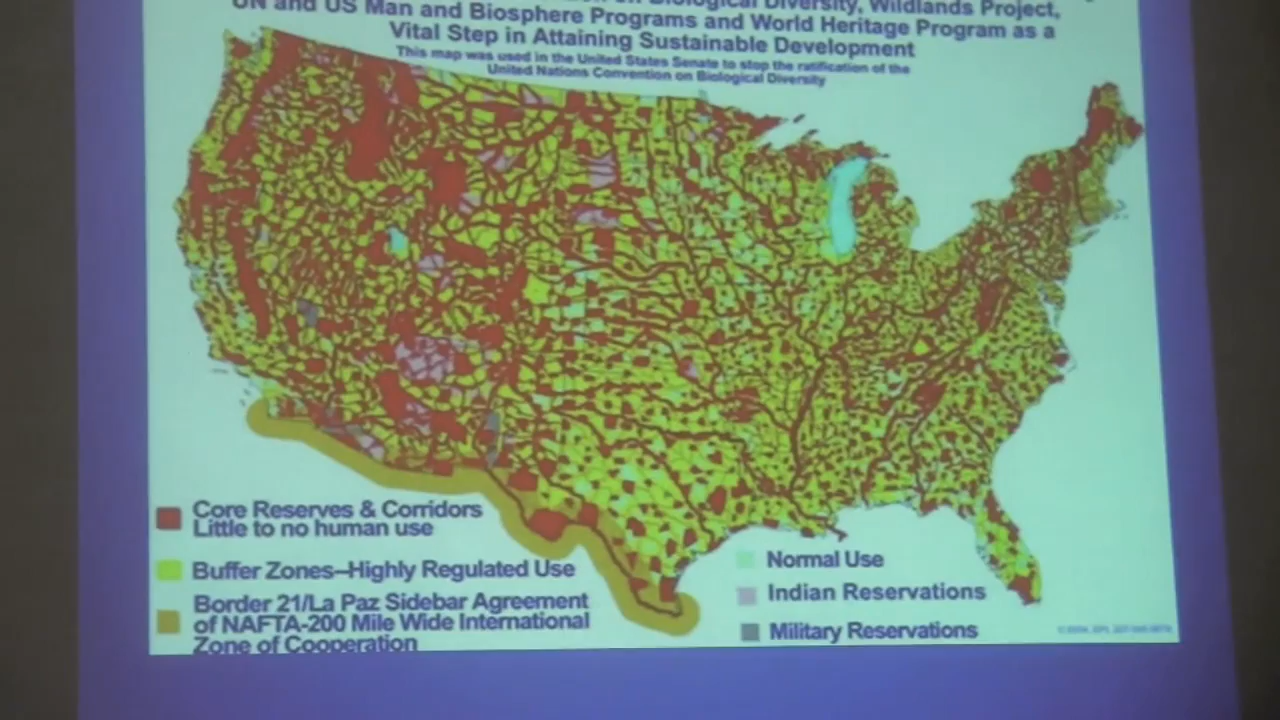 Biological Diversity, Wildlands Project,
UN and US Man and Biosphere Programs and World Heritage Program as a
Vital Step in Attaining Sustainable Development
This map was used in the United States Senate to stop the ratification of the
United Nations Convention on Biological Diversity
Core Reserves & Corridors
Little to no human use
Buffer Zones–Highly Regulated Use
Border 21/La Paz Sidebar Agreement
of NAFTA-200 Mile Wide International
Zone of Cooperation
Normal Use
Indian Reservations
Military Reservations